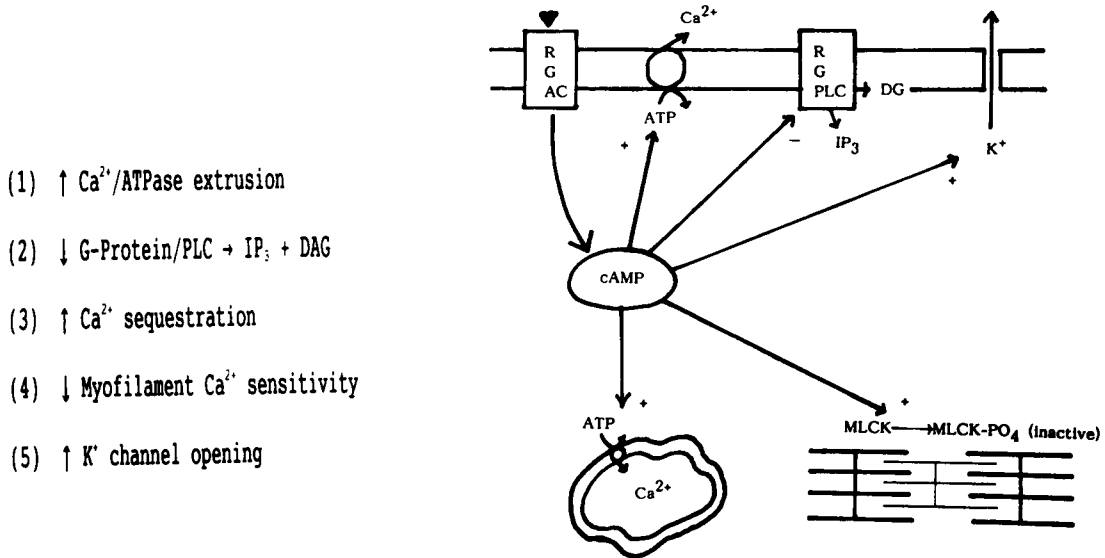 (1) ↑ Ca²⁺/ATPase extrusion
(2) ↓ G-Protein/PLC → IP₃ + DAG
(3) ↑ Ca²⁺ sequestration
(4) ↓ Myofilament Ca²⁺ sensitivity
(5) ↑ K⁺ channel opening
R
G
AC
Ca²⁺
ATP
+
R
G
PLC
DG
IP₃
−
K⁺
+
cAMP
+
ATP
Ca²⁺
+
MLCK→MLCK-PO₄ (inactive)